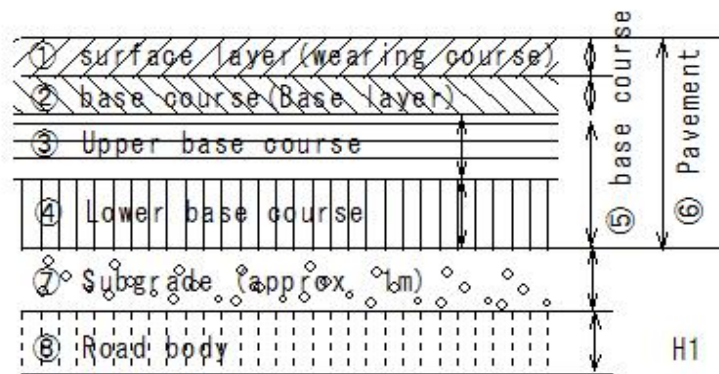 ① surface layer(wearing course)
② base course(Base layer)
③ Upper base course
④ Lower base course
⑤ base course
⑥ Pavement
⑦ Subgrade (approx. 1m)
⑧ Road body
H1